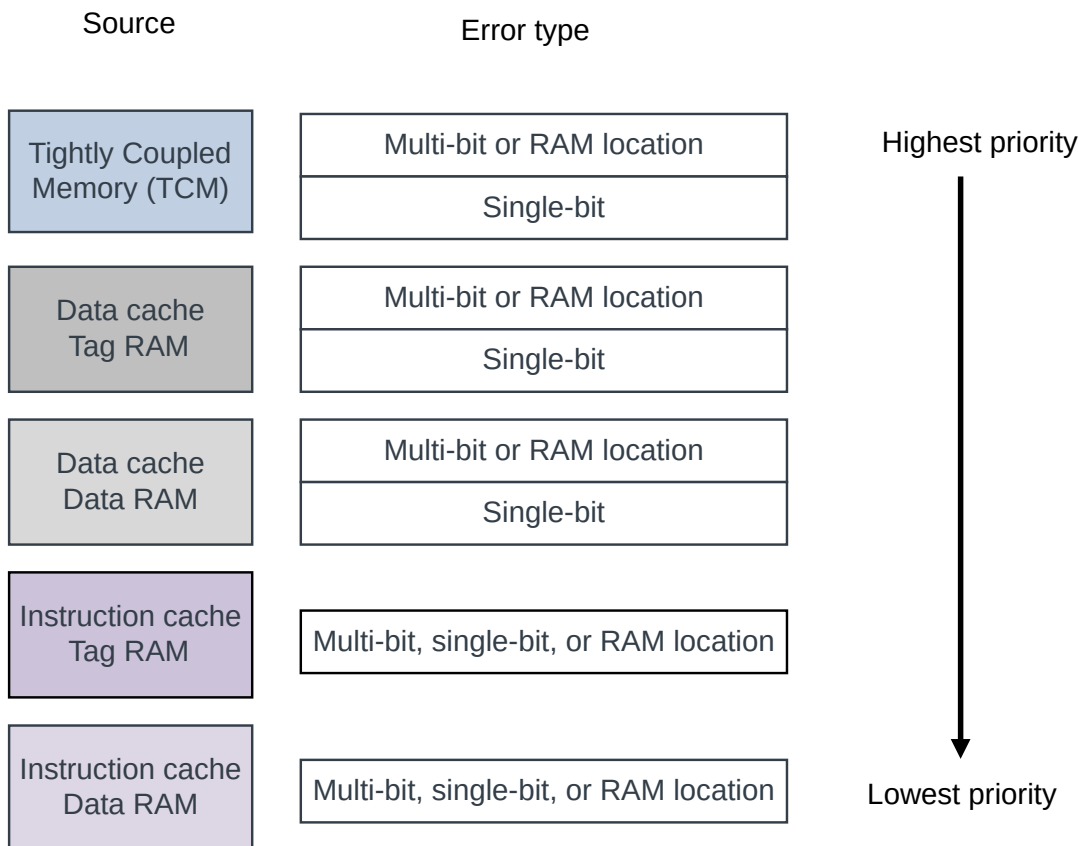 Source
Error type
Tightly Coupled
Memory (TCM)
Multi-bit or RAM location
Single-bit
Highest priority
Data cache
Tag RAM
Multi-bit or RAM location
Single-bit
Data cache
Data RAM
Multi-bit or RAM location
Single-bit
Instruction cache
Tag RAM
Multi-bit, single-bit, or RAM location
Instruction cache
Data RAM
Multi-bit, single-bit, or RAM location
Lowest priority